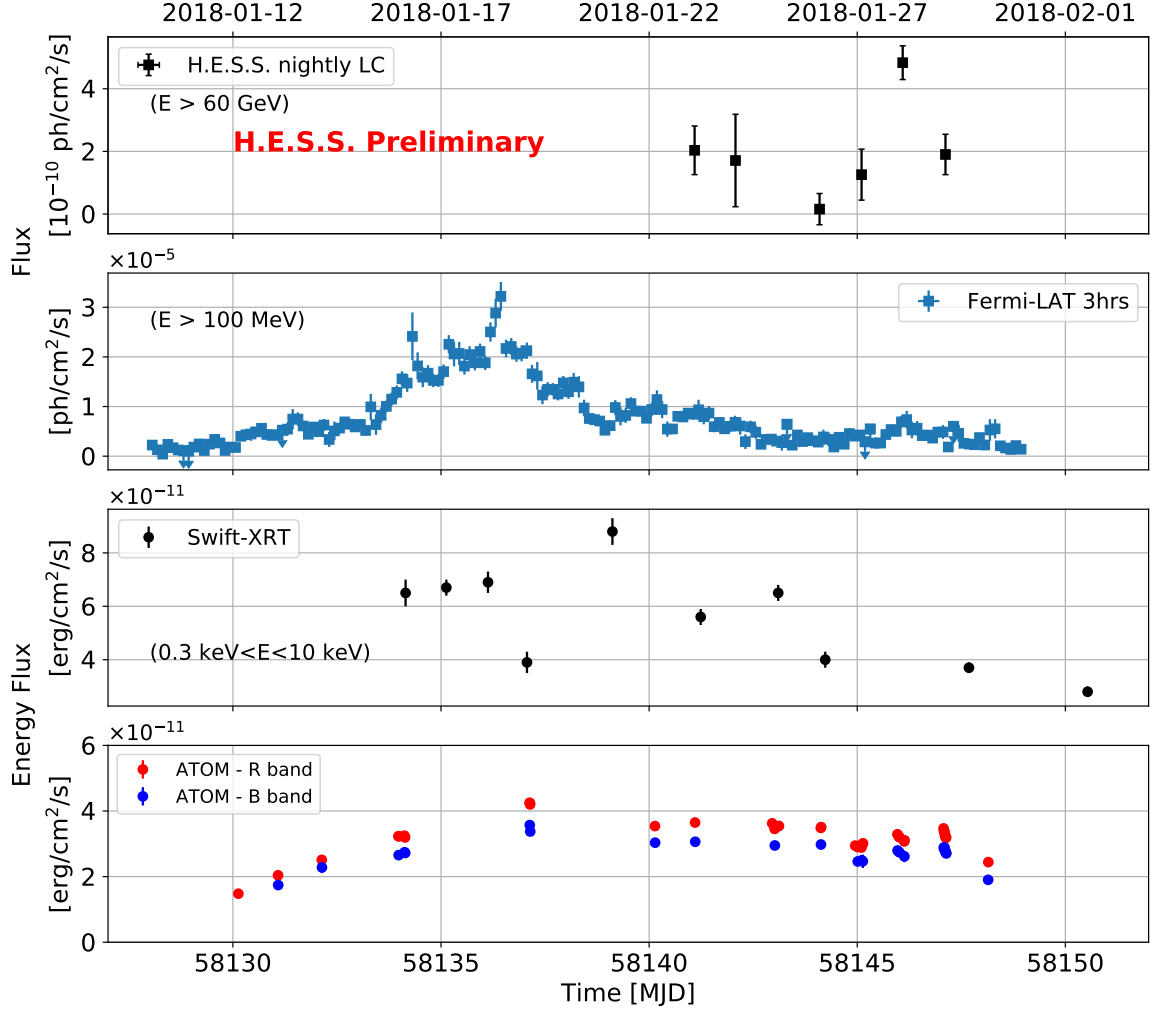 2018-01-12 2018-01-17 2018-01-22 2018-01-27 2018-02-01
H.E.S.S. nightly LC
(E > 60 GeV)
H.E.S.S. Preliminary
4
2
0
[10⁻¹⁰ ph/cm²/s]
Flux
×10⁻⁵
(E > 100 MeV)
Fermi-LAT 3hrs
3
2
1
0
[ph/cm²/s]
×10⁻¹¹
Swift-XRT
(0.3 keV<E<10 keV)
8
6
4
[erg/cm²/s]
Energy Flux
×10⁻¹¹
ATOM - R band
ATOM - B band
6
4
2
0
[erg/cm²/s]
58130 58135 58140 58145 58150
Time [MJD]